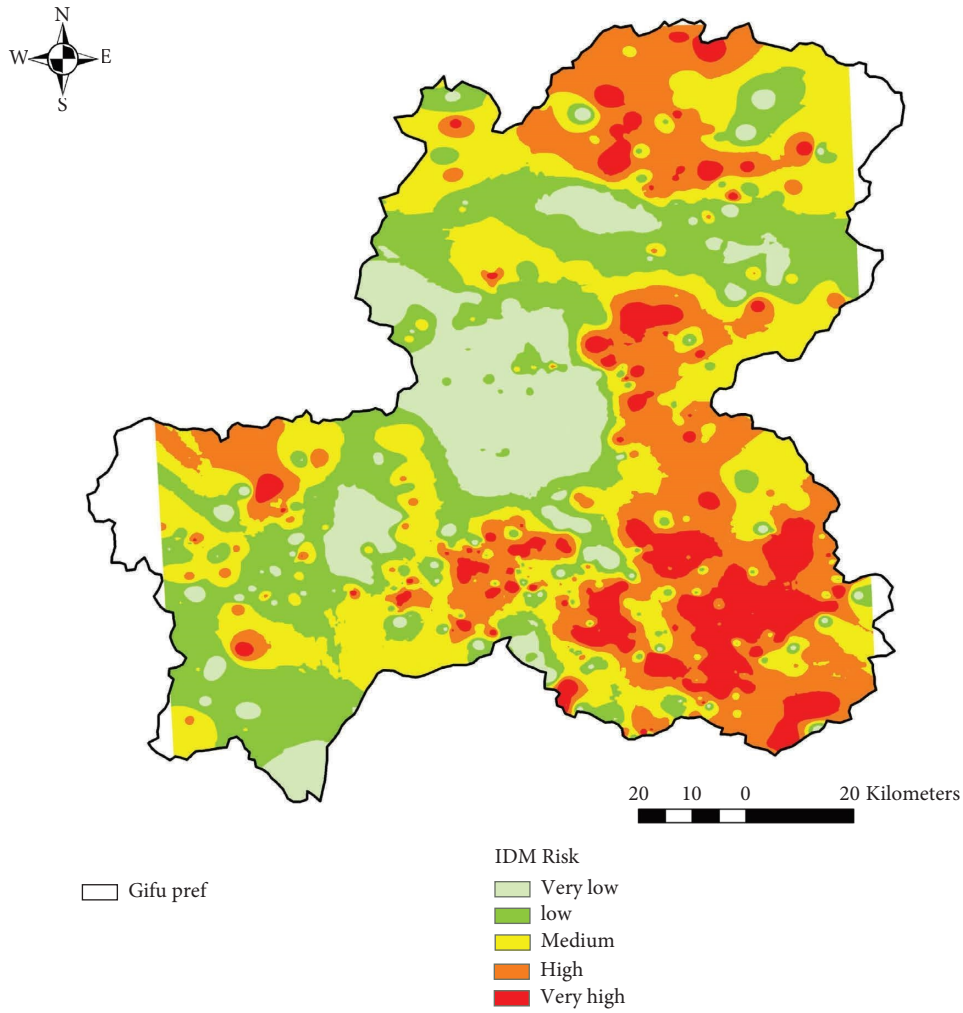 N
W E
S
20 10 0 20 Kilometers
IDM Risk
Gifu pref
Very low
low
Medium
High
Very high